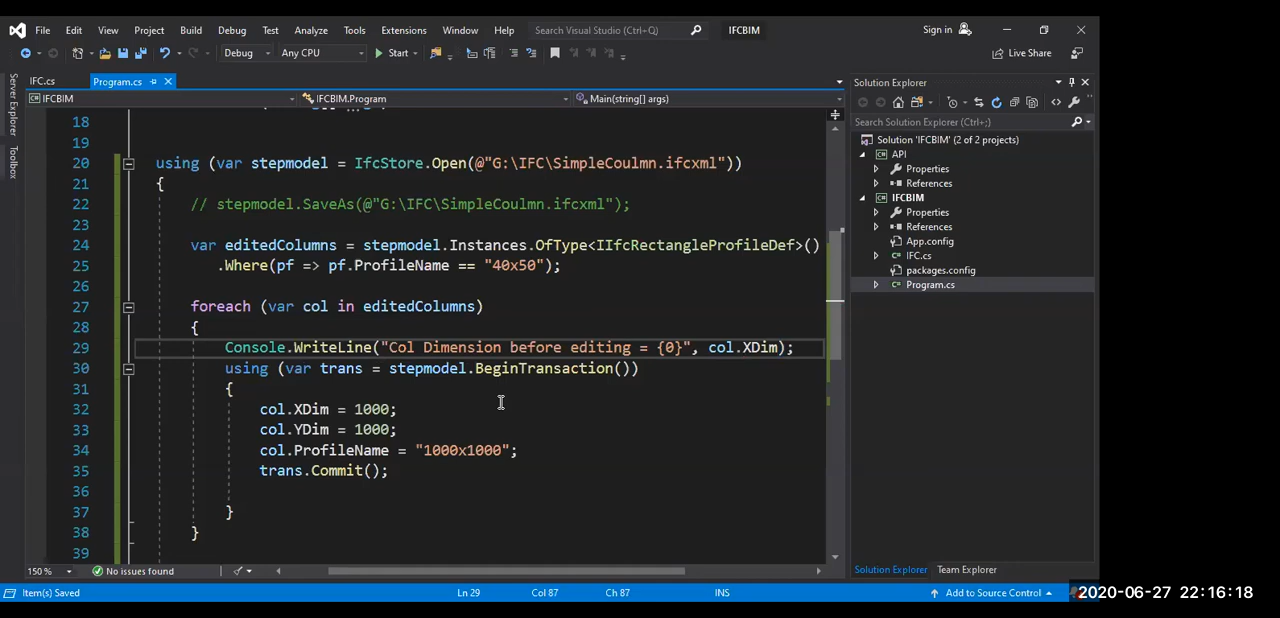 File Edit View Project Build Debug Test Analyze Tools Extensions Window Help Search Visual Studio (Ctrl+Q) IFCBIM Sign in
Debug Any CPU Start Live Share
IFC.cs Program.cs
IFCBIM IFCBIM.Program Main(string[] args)
Server Explorer
Toolbox
18
19
20 using (var stepmodel = IfcStore.Open(@"G:\IFC\SimpleCoulmn.ifcxml"))
21 {
22 // stepmodel.SaveAs(@"G:\IFC\SimpleCoulmn.ifcxml");
23
24 var editedColumns = stepmodel.Instances.OfType<IIfcRectangleProfileDef>()
25 .Where(pf => pf.ProfileName == "40x50");
26
27 foreach (var col in editedColumns)
28 {
29 Console.WriteLine("Col Dimension before editing = {0}", col.XDim);
30 using (var trans = stepmodel.BeginTransaction())
31 {
32 col.XDim = 1000;
33 col.YDim = 1000;
34 col.ProfileName = "1000x1000";
35 trans.Commit();
36
37 }
38 }
39
150 % No issues found
Solution Explorer
Search Solution Explorer (Ctrl+;)
Solution 'IFCBIM' (2 of 2 projects)
API
Properties
References
IFCBIM
Properties
References
App.config
IFC.cs
packages.config
Program.cs
Solution Explorer Team Explorer
Item(s) Saved Ln 29 Col 87 Ch 87 INS Add to Source Control
2020-06-27 22:16:18